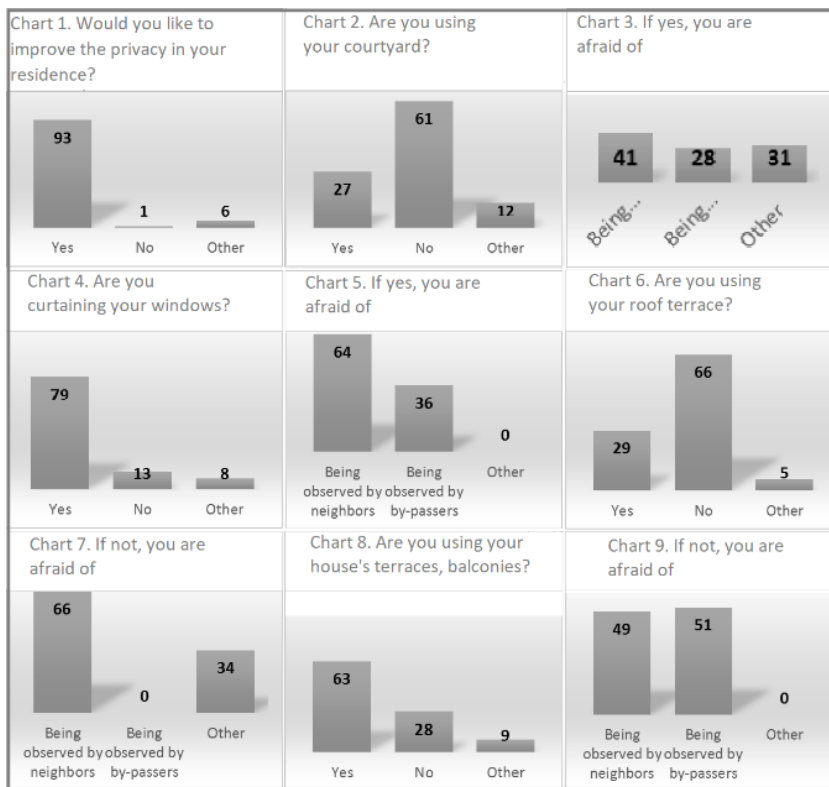 Chart 1. Would you like to
improve the privacy in your
residence?
93
1
6
Yes
No
Other
Chart 2. Are you using
your courtyard?
27
61
12
Yes
No
Other
Chart 3. If yes, you are
afraid of
41
28
31
Being...
Being...
Other
Chart 4. Are you
curtaining your windows?
79
13
8
Yes
No
Other
Chart 5. If yes, you are
afraid of
64
36
0
Being
observed by
neighbors
Being
observed by
by-passers
Other
Chart 6. Are you using
your roof terrace?
29
66
5
Yes
No
Other
Chart 7. If not, you are
afraid of
66
0
34
Being
observed by
neighbors
Being
observed by
by-passers
Other
Chart 8. Are you using your
house's terraces, balconies?
63
28
9
Yes
No
Other
Chart 9. If not, you are
afraid of
49
51
0
Being
observed by
neighbors
Being
observed by
by-passers
Other